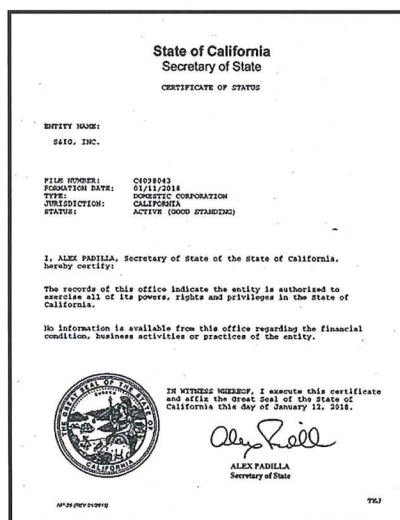 State of California
Secretary of State
CERTIFICATE OF STATUS
ENTITY NAME:
S&IG, INC.
FILE NUMBER: C4098043
FORMATION DATE: 01/11/2018
TYPE: DOMESTIC CORPORATION
JURISDICTION: CALIFORNIA
STATUS: ACTIVE (GOOD STANDING)
I, ALEX PADILLA, Secretary of State of the State of California,
hereby certify:
The records of this office indicate the entity is authorized to
exercise all of its powers, rights and privileges in the State of
California.
No information is available from this office regarding the financial
condition, business activities or practices of the entity.
THE GREAT SEAL OF THE STATE OF CALIFORNIA
EUREKA
IN WITNESS WHEREOF, I execute this certificate
and affix the Great Seal of the State of
California this day of January 12, 2018.
ALEX PADILLA
Secretary of State
NP-25 (REV 01/2015)